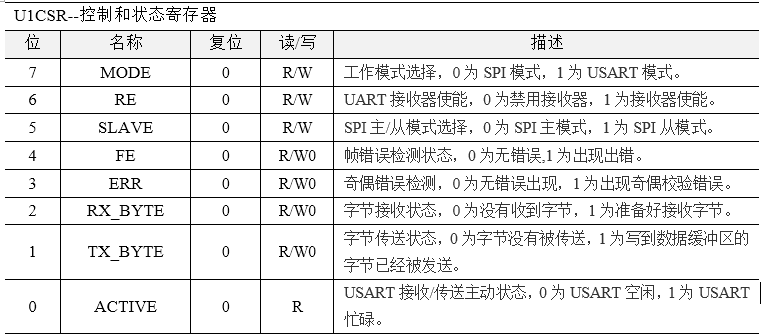 U1CSR--控制和状态寄存器
位 名称 复位 读/写 描述
7 MODE 0 R/W 工作模式选择，0 为 SPI 模式，1 为 USART 模式。
6 RE 0 R/W UART 接收器使能，0 为禁用接收器，1 为接收器使能。
5 SLAVE 0 R/W SPI 主/从模式选择，0 为 SPI 主模式，1 为 SPI 从模式。
4 FE 0 R/W0 帧错误检测状态，0 为无错误,1 为出现出错。
3 ERR 0 R/W0 奇偶错误检测，0 为无错误出现，1 为出现奇偶校验错误。
2 RX_BYTE 0 R/W0 字节接收状态，0 为没有收到字节，1 为准备好接收字节。
1 TX_BYTE 0 R/W0 字节传送状态，0 为字节没有被传送，1 为写到数据缓冲区的
字节已经被发送。
0 ACTIVE 0 R USART 接收/传送主动状态，0 为 USART 空闲，1 为 USART
忙碌。